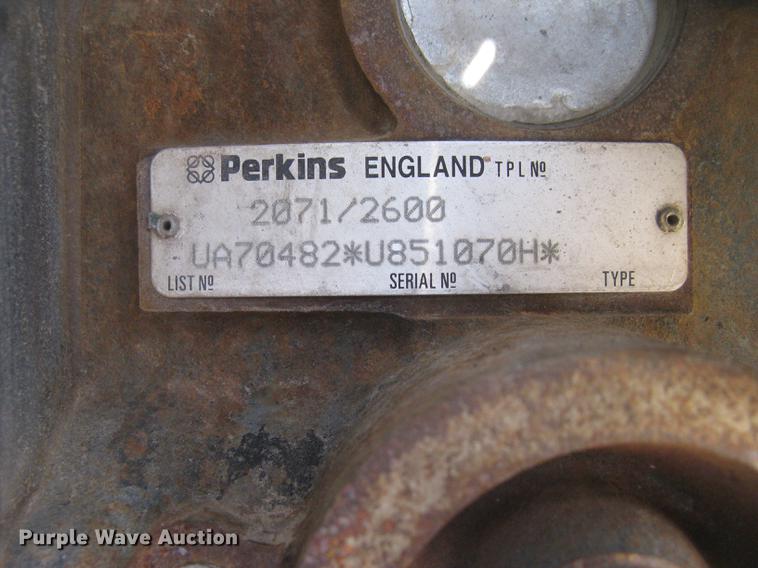 Perkins ENGLAND TPL Nº
2071/2600
UA70482*U851070H*
LIST Nº SERIAL Nº TYPE
Purple Wave Auction